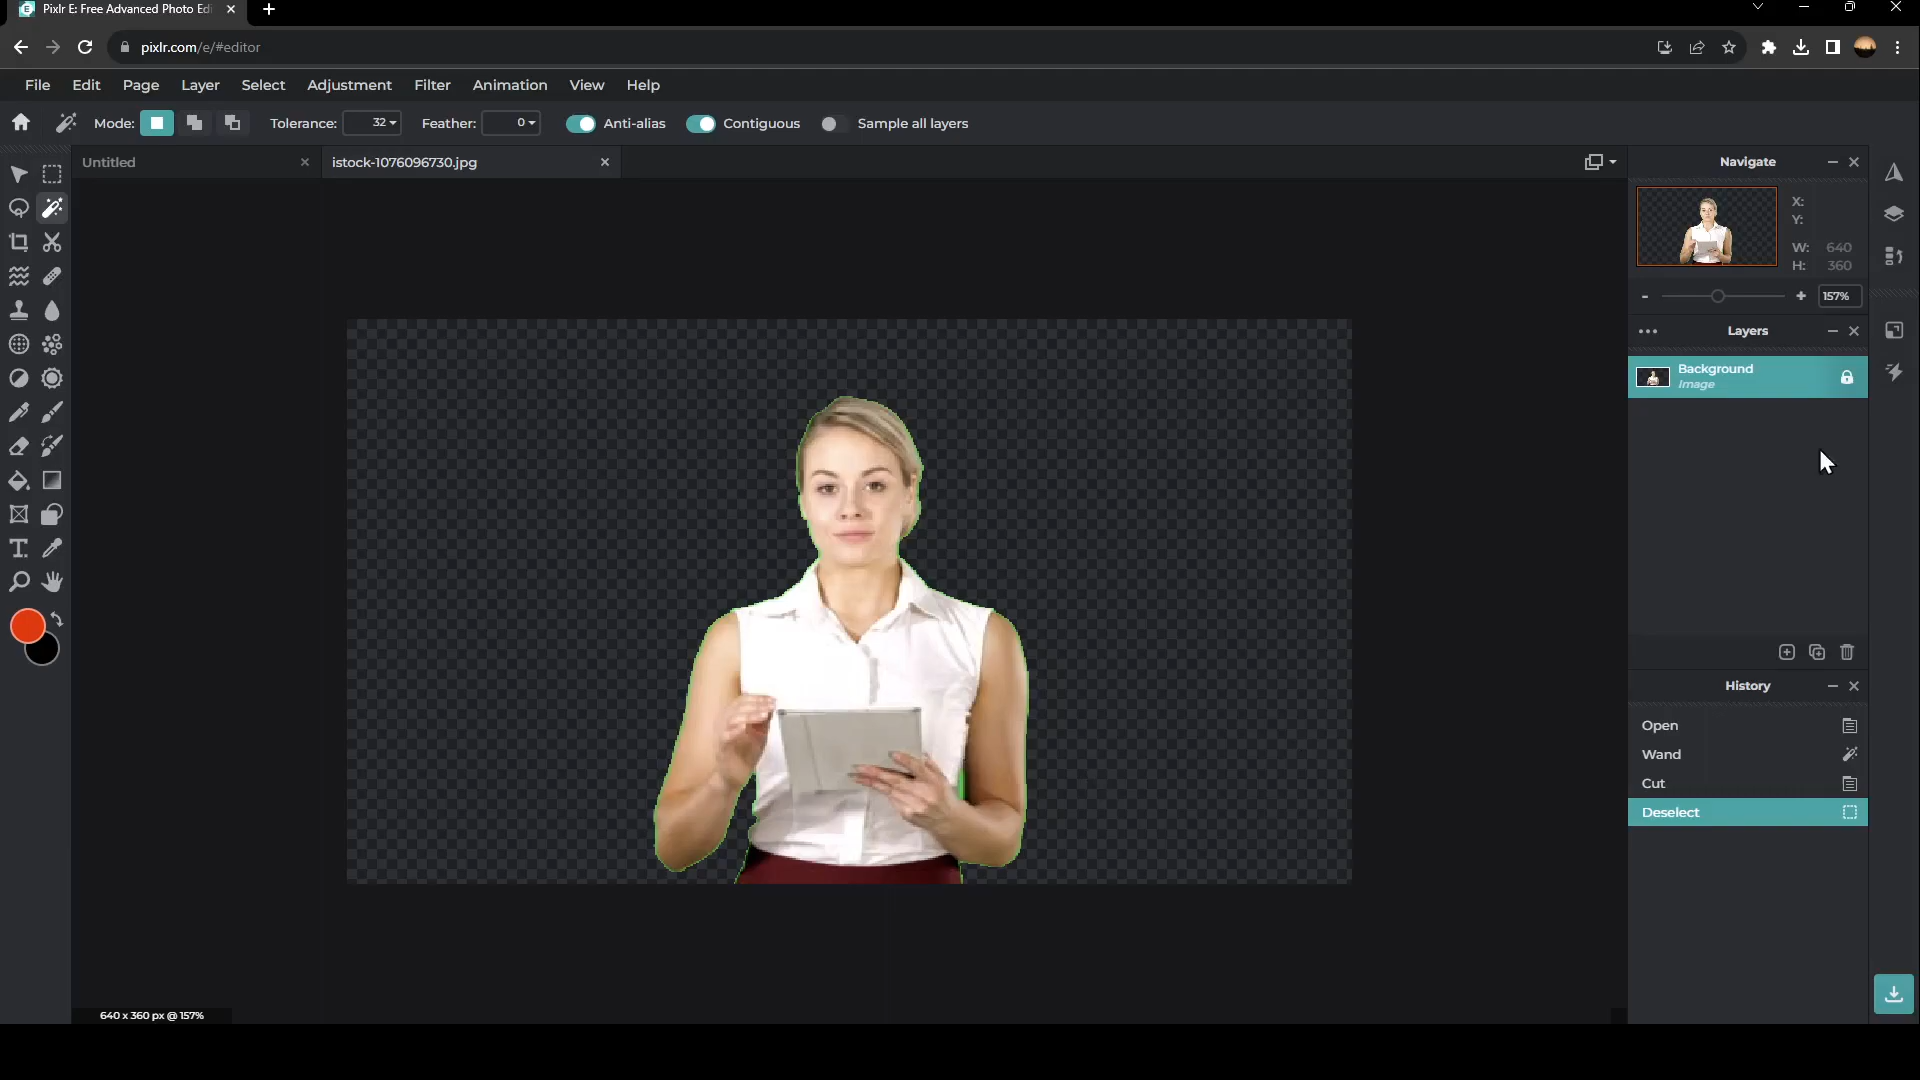 Pixlr E: Free Advanced Photo Edi
pixlr.com/e/#editor
File Edit Page Layer Select Adjustment Filter Animation View Help
Mode: Tolerance: 32 Feather: 0 Anti-alias Contiguous Sample all layers
Untitled
istock-1076096730.jpg
Navigate
X:
Y:
W: 640
H: 360
157%
Layers
Background
Image
History
Open
Wand
Cut
Deselect
640 x 360 px @ 157%